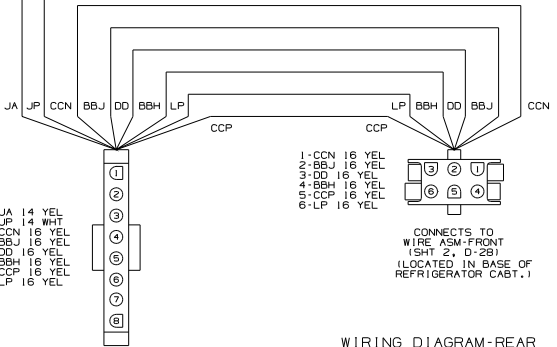 JA JP CCN BBJ DD BBH LP
LP BBH DD BBJ CCN
CCP CCP
1-CCN 16 YEL
2-BBJ 16 YEL
3-DD 16 YEL
4-BBH 16 YEL
5-CCP 16 YEL
6-LP 16 YEL
3 2 1
6 5 4
1
2
3
4
5
6
7
8
JA 14 YEL
JP 14 WHT
CCN 16 YEL
BBJ 16 YEL
DD 16 YEL
BBH 16 YEL
CCP 16 YEL
LP 16 YEL
CONNECTS TO
WIRE ASM-FRONT
(SHT 2, D-28)
(LOCATED IN BASE OF
REFRIGERATOR CABT.)
WIRING DIAGRAM-REAR